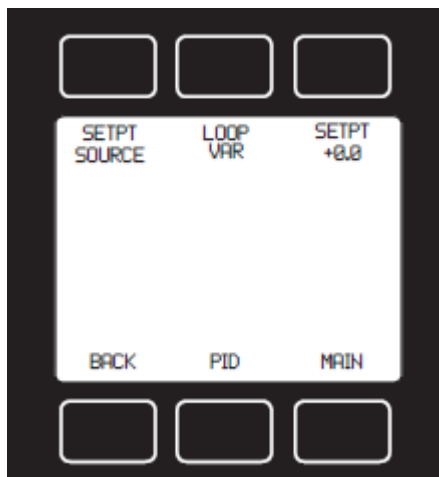 SETPT LOOP SETPT
SOURCE VAR +0.0
BACK PID MAIN